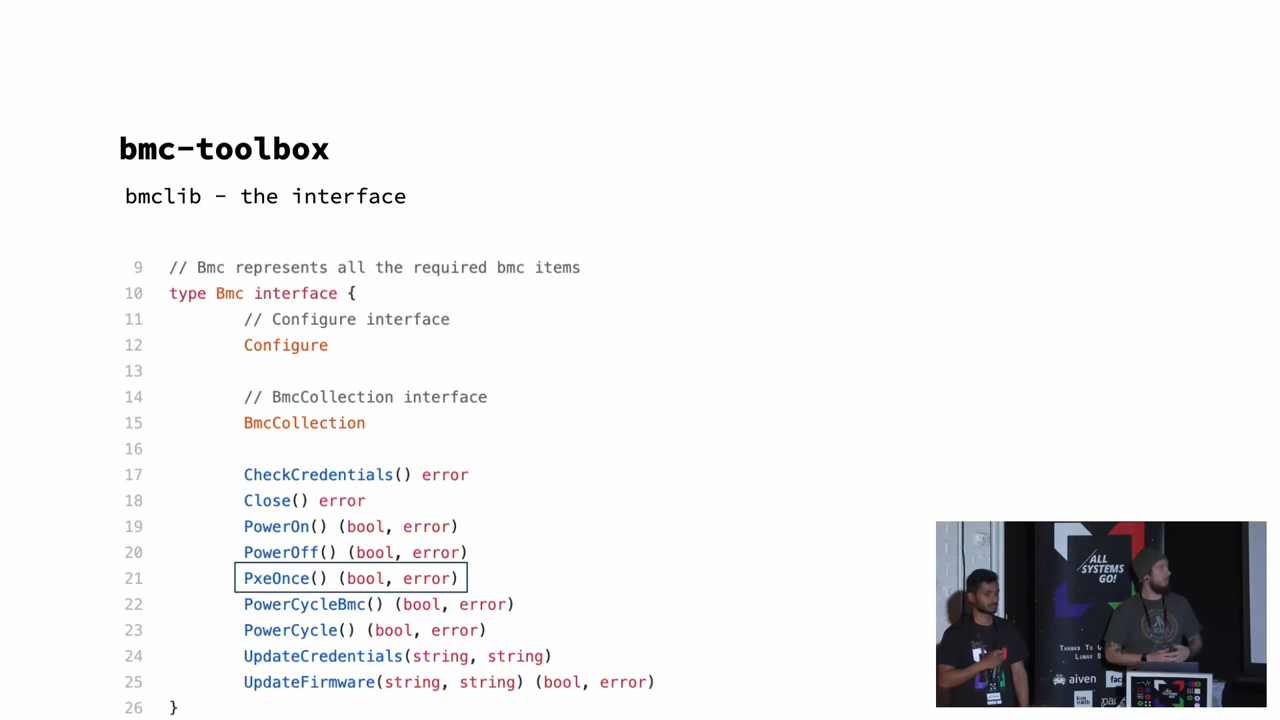 bmc-toolbox
bmclib - the interface
9 // Bmc represents all the required bmc items
10 type Bmc interface {
11 // Configure interface
12 Configure
13
14 // BmcCollection interface
15 BmcCollection
16
17 CheckCredentials() error
18 Close() error
19 PowerOn() (bool, error)
20 PowerOff() (bool, error)
21 PxeOnce() (bool, error)
22 PowerCycleBmc() (bool, error)
23 PowerCycle() (bool, error)
24 UpdateCredentials(string, string)
25 UpdateFirmware(string, string) (bool, error)
26 }
/ALL
SYSTEMS
GO!
THANKS TO
aiven